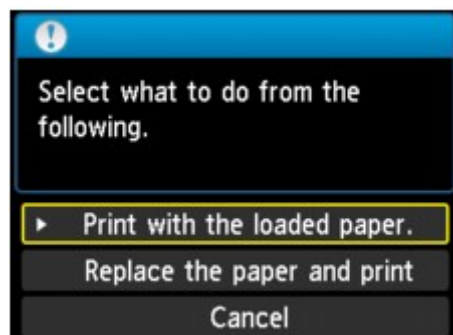 Select what to do from the
following.
Print with the loaded paper.
Replace the paper and print
Cancel